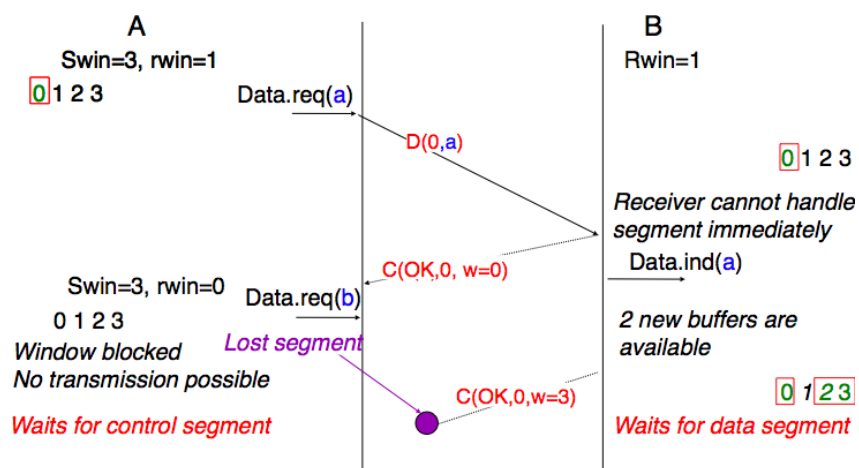 A
B
Swin=3, rwin=1
Rwin=1
0 1 2 3
Data.req(a)
D(0,a)
0 1 2 3
Receiver cannot handle
segment immediately
C(OK,0, w=0)
Data.ind(a)
Swin=3, rwin=0
Data.req(b)
0 1 2 3
2 new buffers are
available
Window blocked
No transmission possible
Lost segment
C(OK,0,w=3)
0 1 2 3
Waits for control segment
Waits for data segment